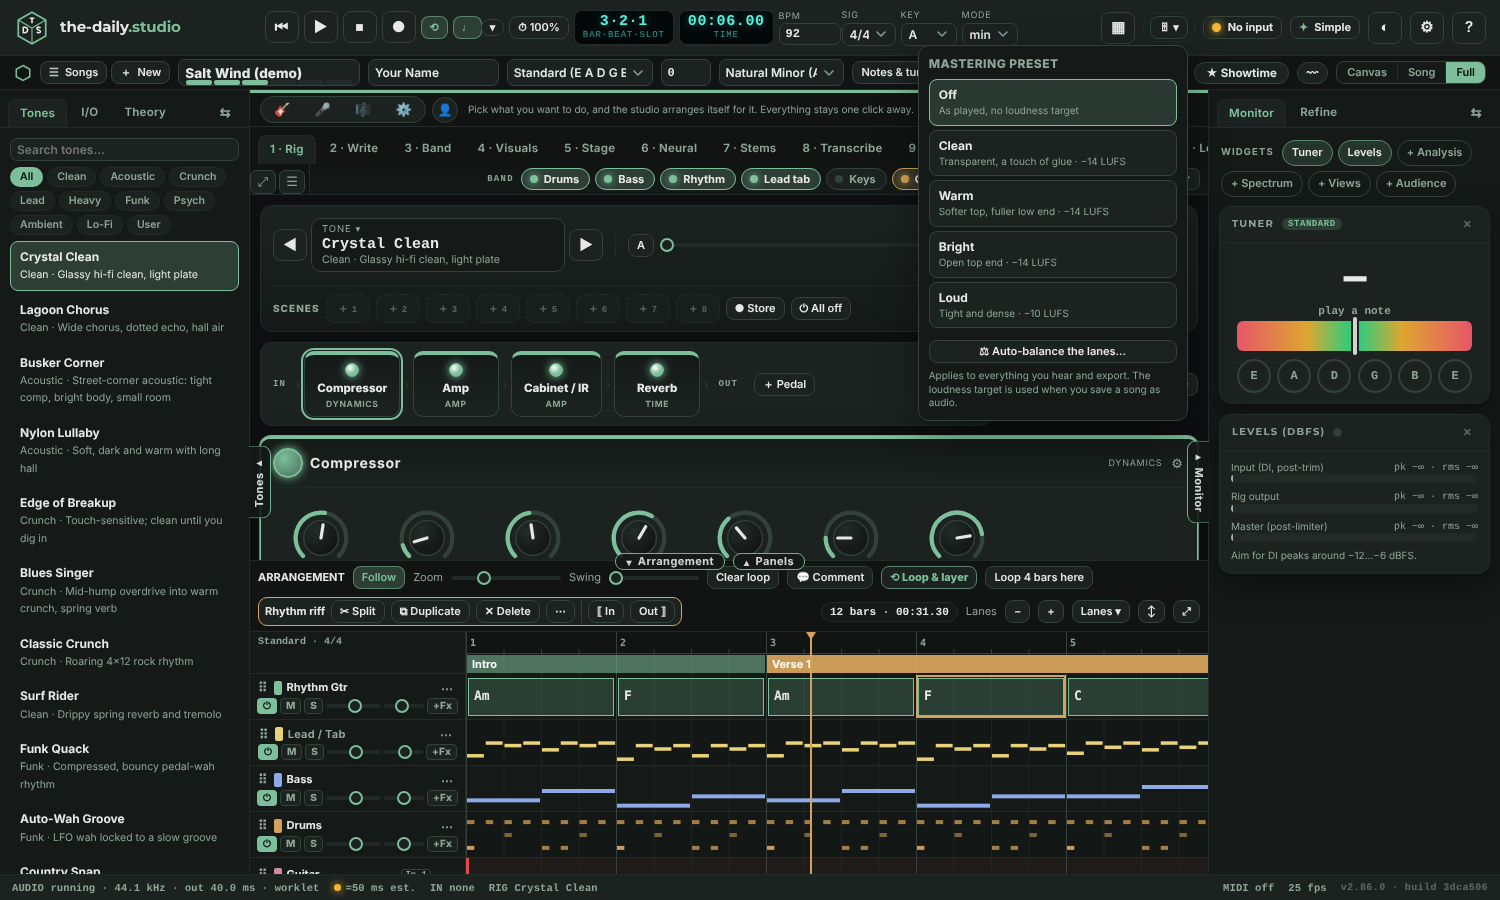 the-daily.studio
100%
3·2·1
BAR·BEAT·SLOT
00:06.00
TIME
BPM
92
SIG
4/4
KEY
A
MODE
min
No input
Simple
?
Songs
+ New
Salt Wind (demo)
Your Name
Standard (E A D G E
0
Natural Minor (A
Notes & tu
★ Showtime
Canvas
Song
Full
Tones
I/O
Theory
Search tones...
All
Clean
Acoustic
Crunch
Lead
Heavy
Funk
Psych
Ambient
Lo-Fi
User
Crystal Clean
Clean · Glassy hi-fi clean, light plate
Lagoon Chorus
Clean · Wide chorus, dotted echo, hall air
Busker Corner
Acoustic · Street-corner acoustic: tight
comp, bright body, small room
Nylon Lullaby
Acoustic · Soft, dark and warm with long
hall
Edge of Breakup
Crunch · Touch-sensitive; clean until you
dig in
Blues Singer
Crunch · Mid-hump overdrive into warm
crunch, spring verb
Classic Crunch
Crunch · Roaring 4×12 rock rhythm
Surf Rider
Clean · Drippy spring reverb and tremolo
Funk Quack
Funk · Compressed, bouncy pedal-wah
rhythm
Auto-Wah Groove
Funk · LFO wah locked to a slow groove
Country Snap
Pick what you want to do, and the studio arranges itself for it. Everything stays one click away.
1 · Rig
2 · Write
3 · Band
4 · Visuals
5 · Stage
6 · Neural
7 · Stems
8 · Transcribe
9
BAND
Drums
Bass
Rhythm
Lead tab
Keys
TONE ▾
Crystal Clean
Clean · Glassy hi-fi clean, light plate
A
SCENES
+ 1
+ 2
+ 3
+ 4
+ 5
+ 6
+ 7
+ 8
Store
All off
IN
Compressor
DYNAMICS
Amp
AMP
Cabinet / IR
AMP
Reverb
TIME
OUT
+ Pedal
Compressor
DYNAMICS
Tones
Monitor
MASTERING PRESET
Off
As played, no loudness target
Clean
Transparent, a touch of glue · −14 LUFS
Warm
Softer top, fuller low end · −14 LUFS
Bright
Open top end · −14 LUFS
Loud
Tight and dense · −10 LUFS
Auto-balance the lanes...
Applies to everything you hear and export. The
loudness target is used when you save a song as
audio.
Monitor
Refine
WIDGETS
Tuner
Levels
+ Analysis
+ Spectrum
+ Views
+ Audience
TUNER
STANDARD
×
—
play a note
E
A
D
G
B
E
LEVELS (DBFS)
×
Input (DI, post-trim)
pk −∞ · rms −∞
Rig output
pk −∞ · rms −∞
Master (post-limiter)
pk −∞ · rms −∞
Aim for DI peaks around −12…−6 dBFS.
▾ Arrangement
▴ Panels
ARRANGEMENT
Follow
Zoom
Swing
Clear loop
Comment
Loop & layer
Loop 4 bars here
Rhythm riff
Split
Duplicate
Delete
⋯
⟦ In
Out ⟧
12 bars · 00:31.30
Lanes
−
+
Lanes ▾
Standard · 4/4
1
2
3
4
5
Intro
Verse 1
Rhythm Gtr
M
S
+Fx
Am
F
Am
F
C
Lead / Tab
M
S
+Fx
Bass
M
S
+Fx
Drums
M
S
+Fx
Guitar
In 1
AUDIO running · 44.1 kHz · out 40.0 ms · worklet
≈50 ms est.
IN none
RIG Crystal Clean
MIDI off
25 fps
v2.86.0 · build 3dca506